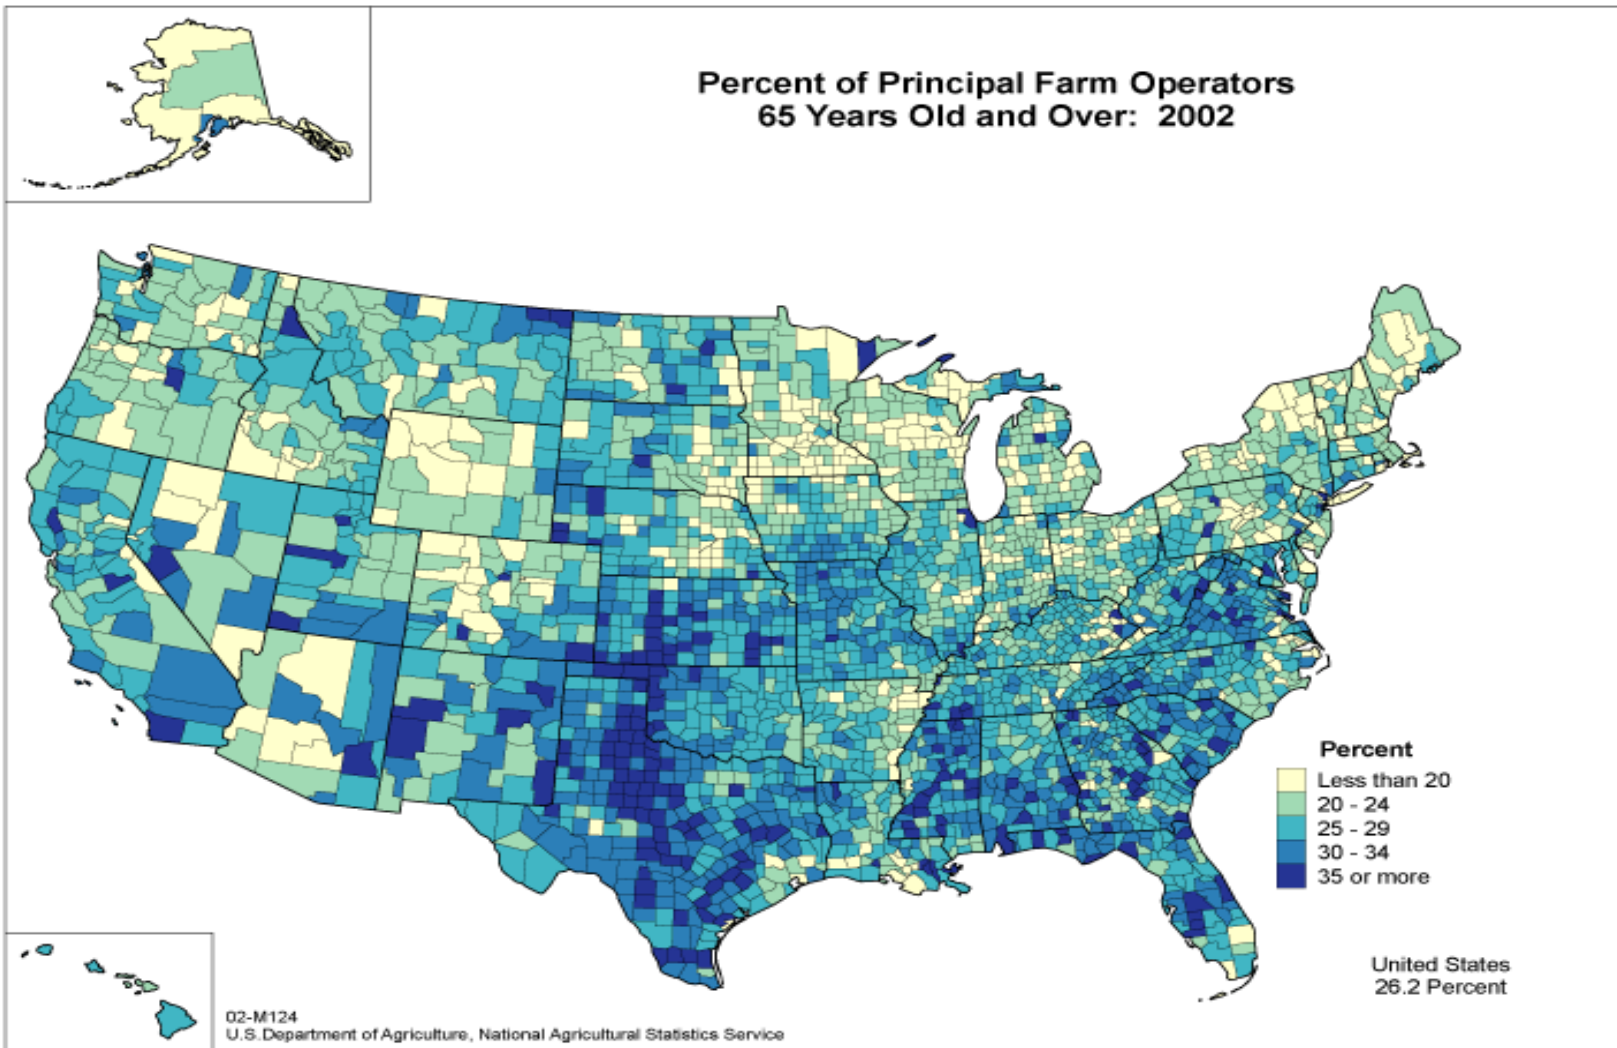 Percent of Principal Farm Operators
65 Years Old and Over: 2002
Percent
Less than 20
20 - 24
25 - 29
30 - 34
35 or more
United States
26.2 Percent
02-M124
U.S.Department of Agriculture, National Agricultural Statistics Service